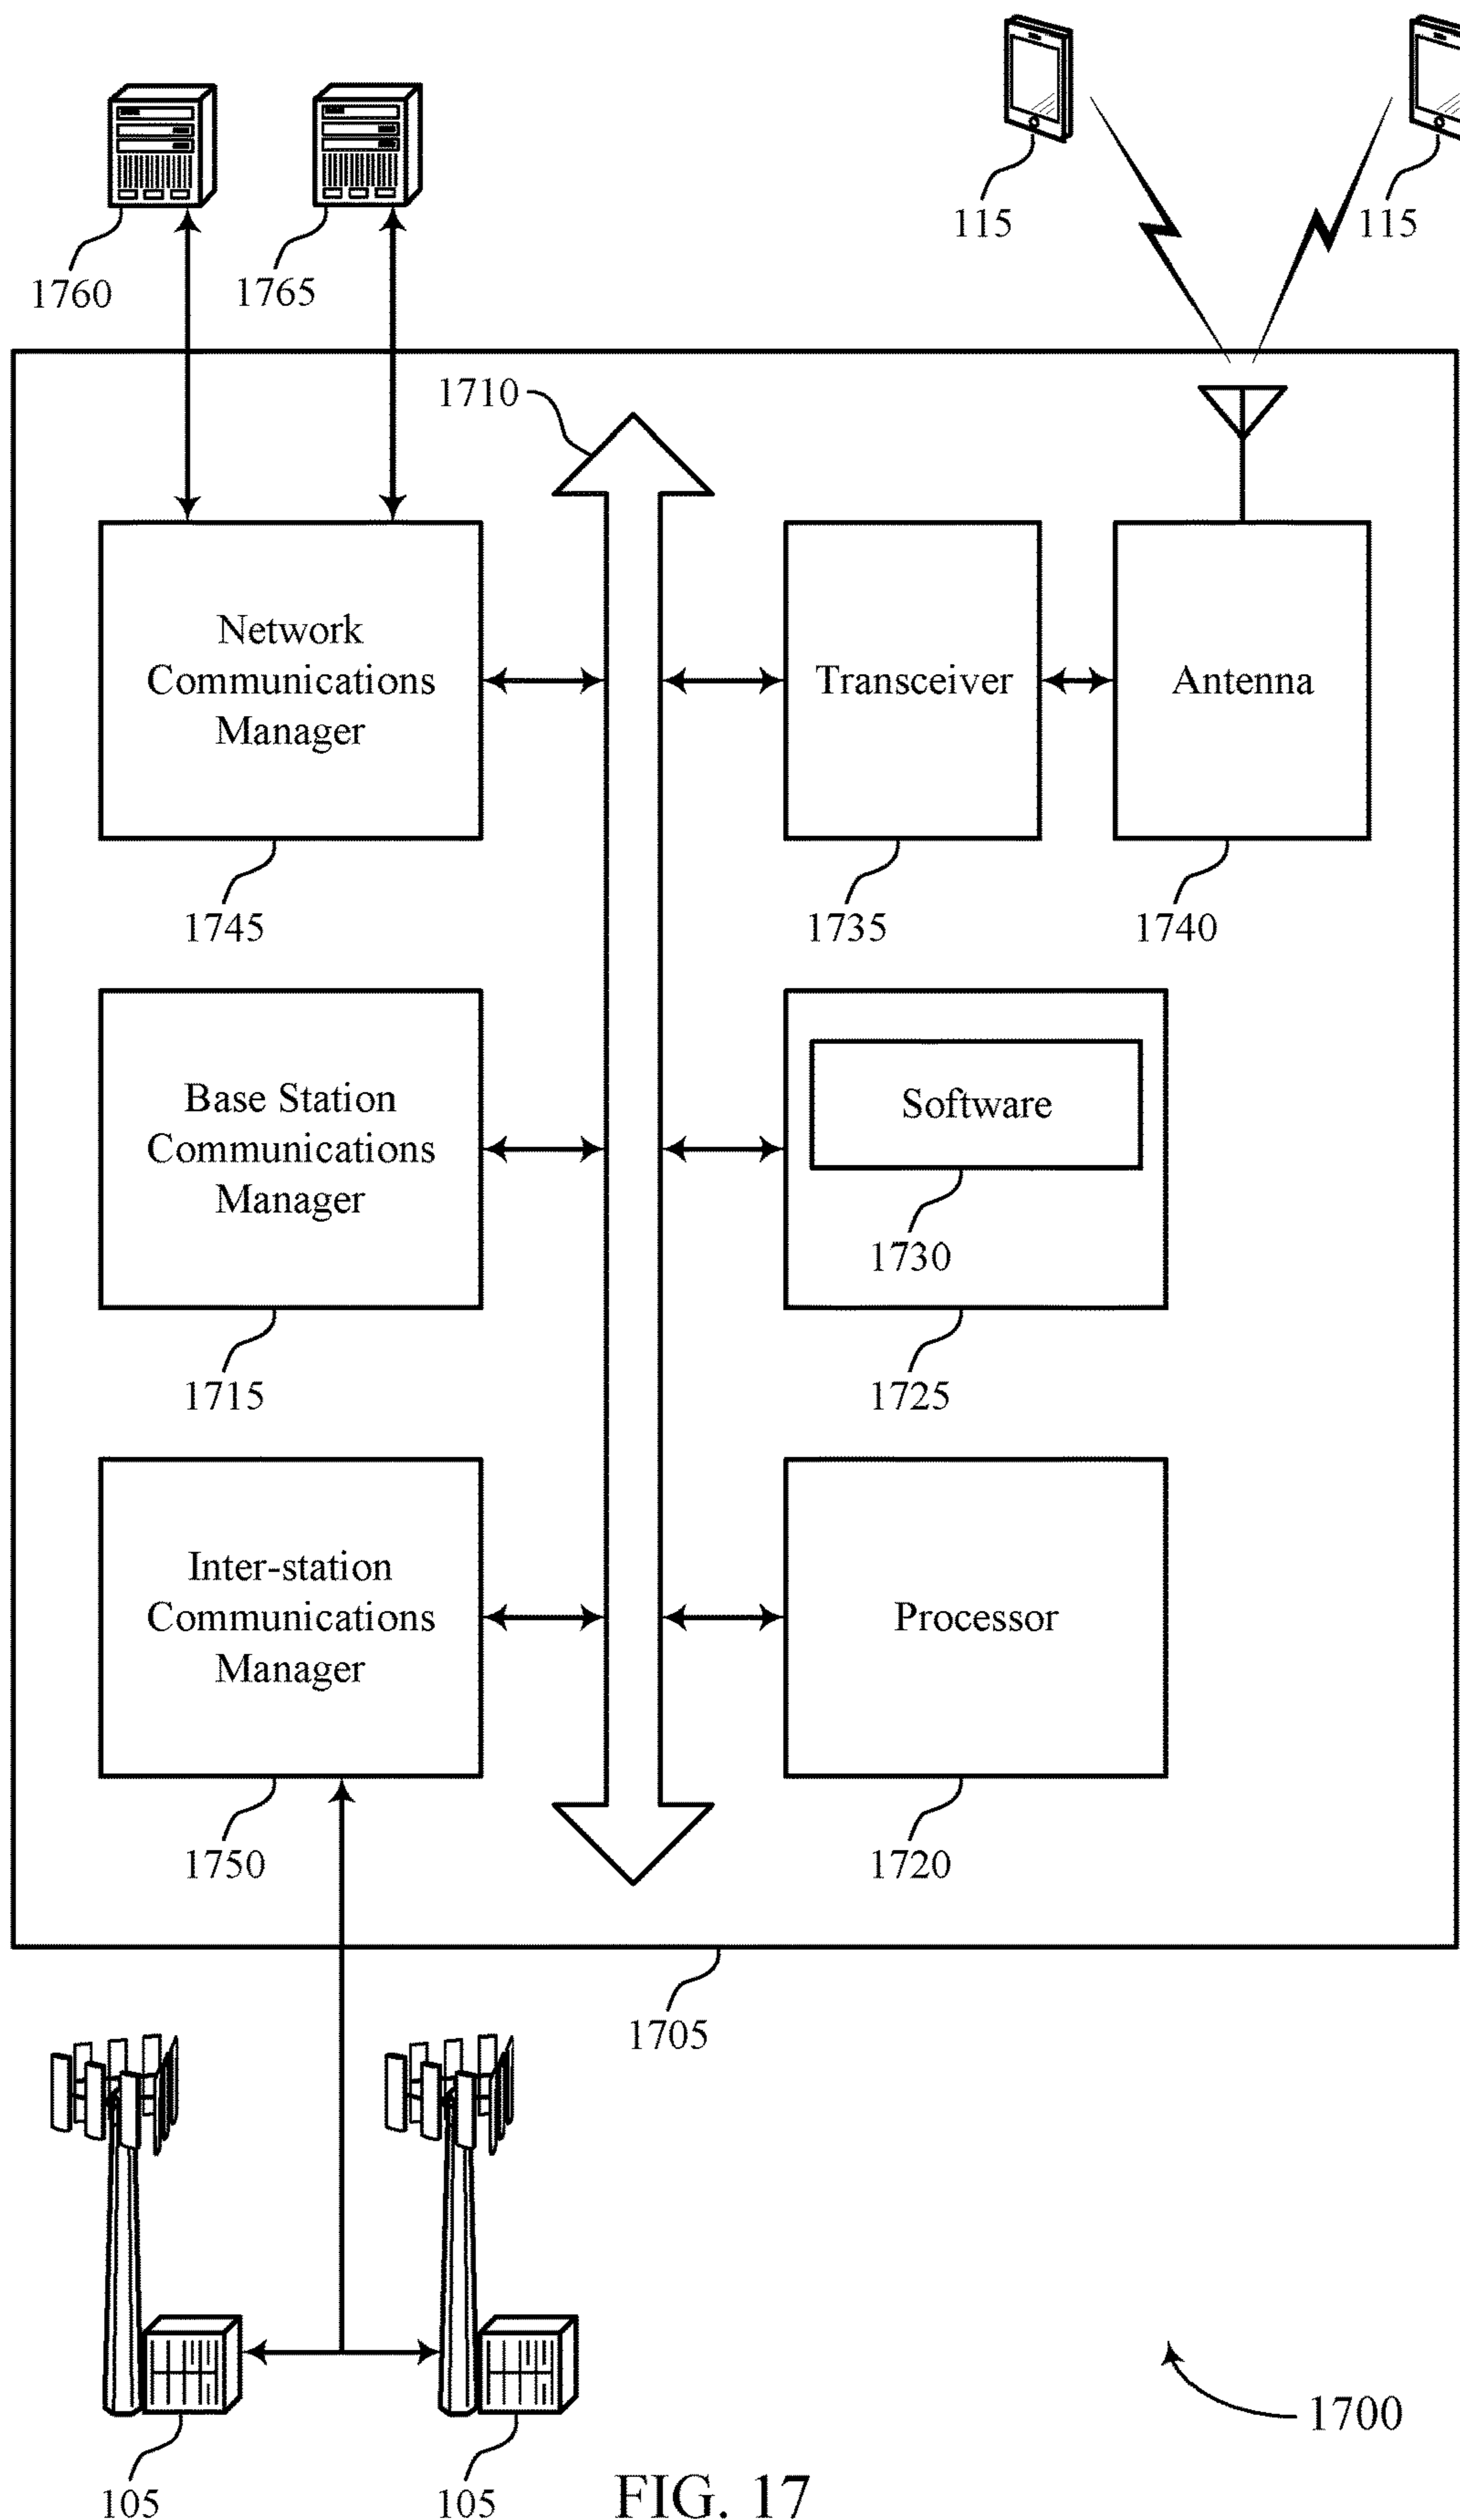 115
115
1760
1765
1710
Network
Communications
Manager
Transceiver
Antenna
1745
1735
1740
Base Station
Communications
Manager
Software
1730
1715
1725
Inter-station
Communications
Manager
Processor
1750
1720
1705
1700
105
105
FIG. 17